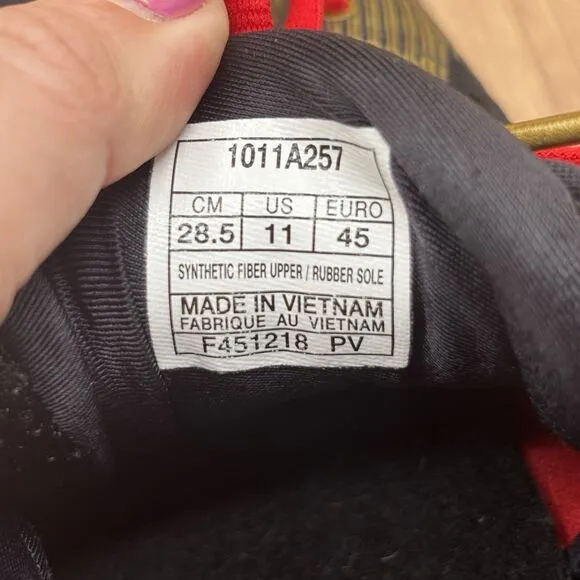 1011A257
CM US EURO
28.5 11 45
SYNTHETIC FIBER UPPER / RUBBER SOLE
MADE IN VIETNAM
FABRIQUE AU VIETNAM
F451218 PV